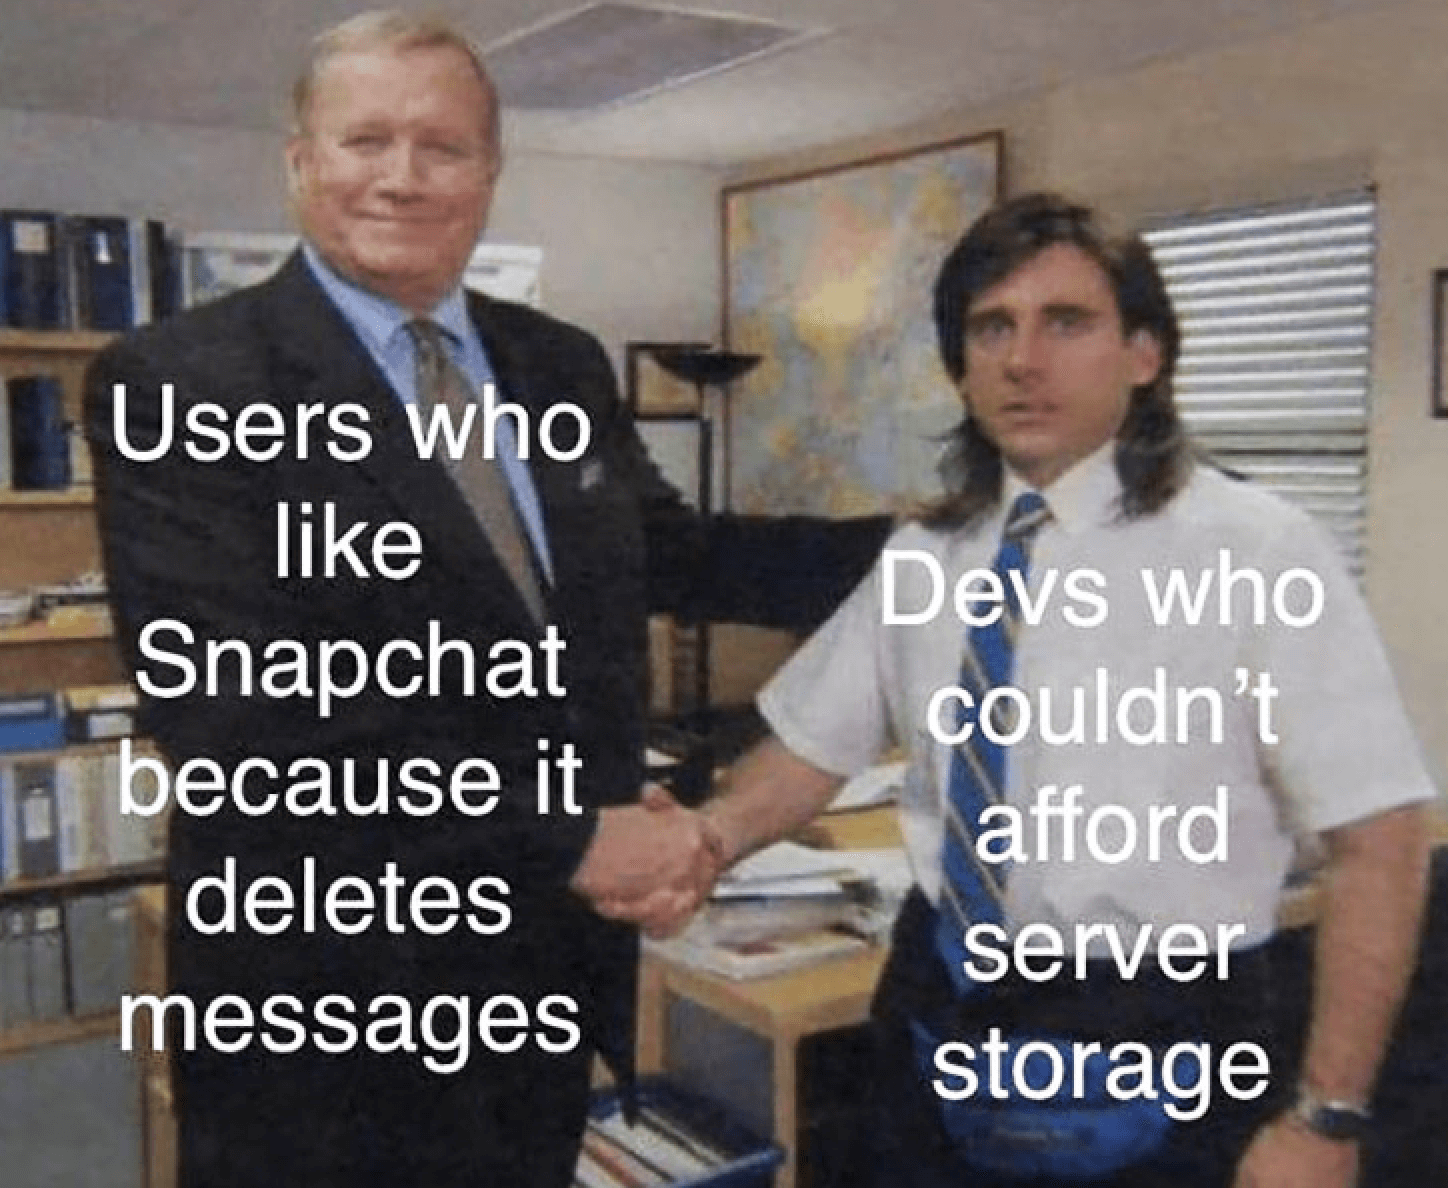 Users who
like
Snapchat
because it
deletes
messages
Devs who
couldn't
afford
server
storage